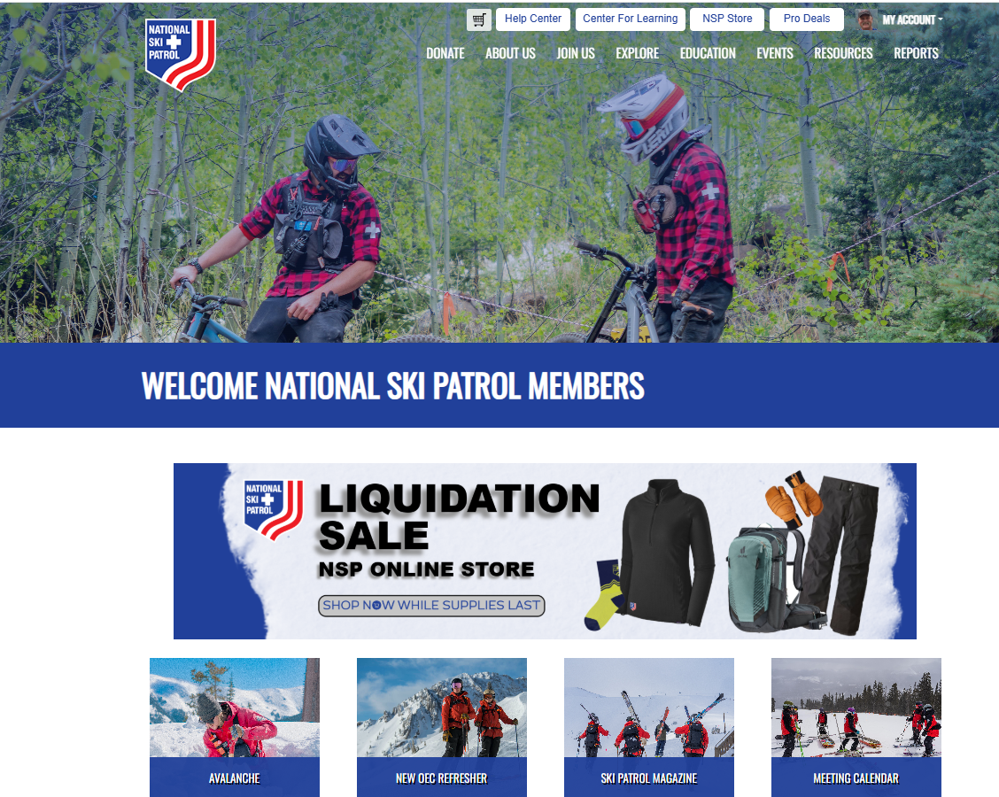 NATIONAL
SKI
PATROL
Help Center
Center For Learning
NSP Store
Pro Deals
MY ACCOUNT
DONATE
ABOUT US
JOIN US
EXPLORE
EDUCATION
EVENTS
RESOURCES
REPORTS
LEATT
WELCOME NATIONAL SKI PATROL MEMBERS
NATIONAL
SKI
PATROL
LIQUIDATION
SALE
NSP ONLINE STORE
SHOP NOW WHILE SUPPLIES LAST
AVALANCHE
NEW OEC REFRESHER
SKI PATROL MAGAZINE
MEETING CALENDAR